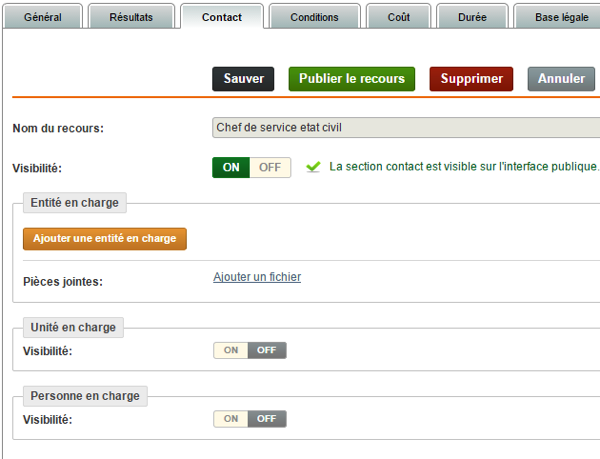 Général Résultats Contact Conditions Coût Durée Base légale
Sauver Publier le recours Supprimer Annuler
Nom du recours: Chef de service etat civil
Visibilité: ON OFF La section contact est visible sur l'interface publique.
Entité en charge
Ajouter une entité en charge
Pièces jointes: Ajouter un fichier
Unité en charge
Visibilité: ON OFF
Personne en charge
Visibilité: ON OFF